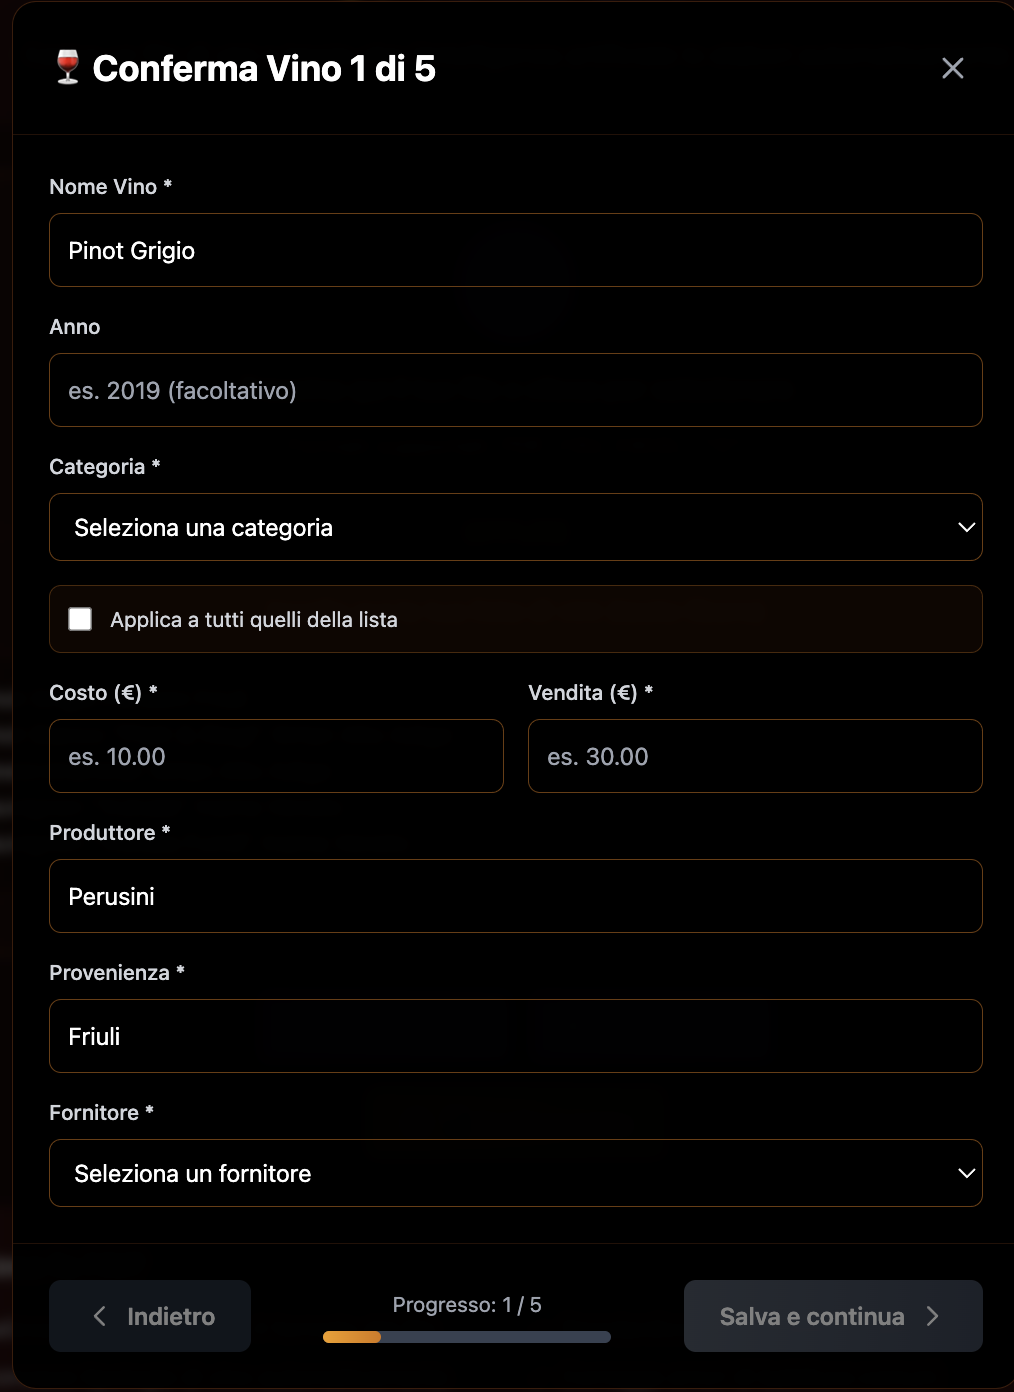 Conferma Vino 1 di 5
Nome Vino *
Pinot Grigio
Anno
es. 2019 (facoltativo)
Categoria *
Seleziona una categoria
Applica a tutti quelli della lista
Costo (€) * Vendita (€) *
es. 10.00 es. 30.00
Produttore *
Perusini
Provenienza *
Friuli
Fornitore *
Seleziona un fornitore
Indietro Progresso: 1 / 5 Salva e continua